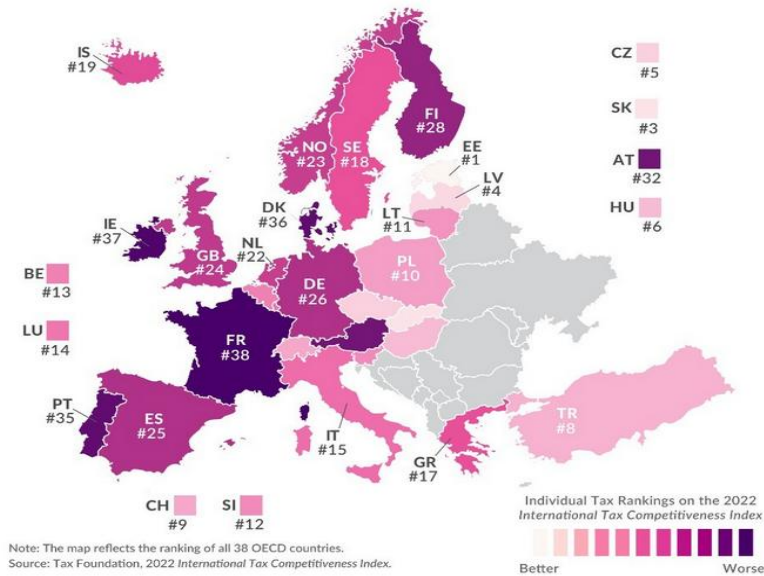 IS
#19
CZ
#5
SK
#3
AT
#32
HU
#6
FI
#28
NO
#23
SE
#18
EE
#1
LV
#4
LT
#11
DK
#36
IE
#37
GB
#24
NL
#22
BE
#13
DE
#26
PL
#10
LU
#14
FR
#38
PT
#35
ES
#25
IT
#15
GR
#17
TR
#8
CH
#9
SI
#12
Individual Tax Rankings on the 2022
International Tax Competitiveness Index
Better Worse
Note: The map reflects the ranking of all 38 OECD countries.
Source: Tax Foundation, 2022 International Tax Competitiveness Index.